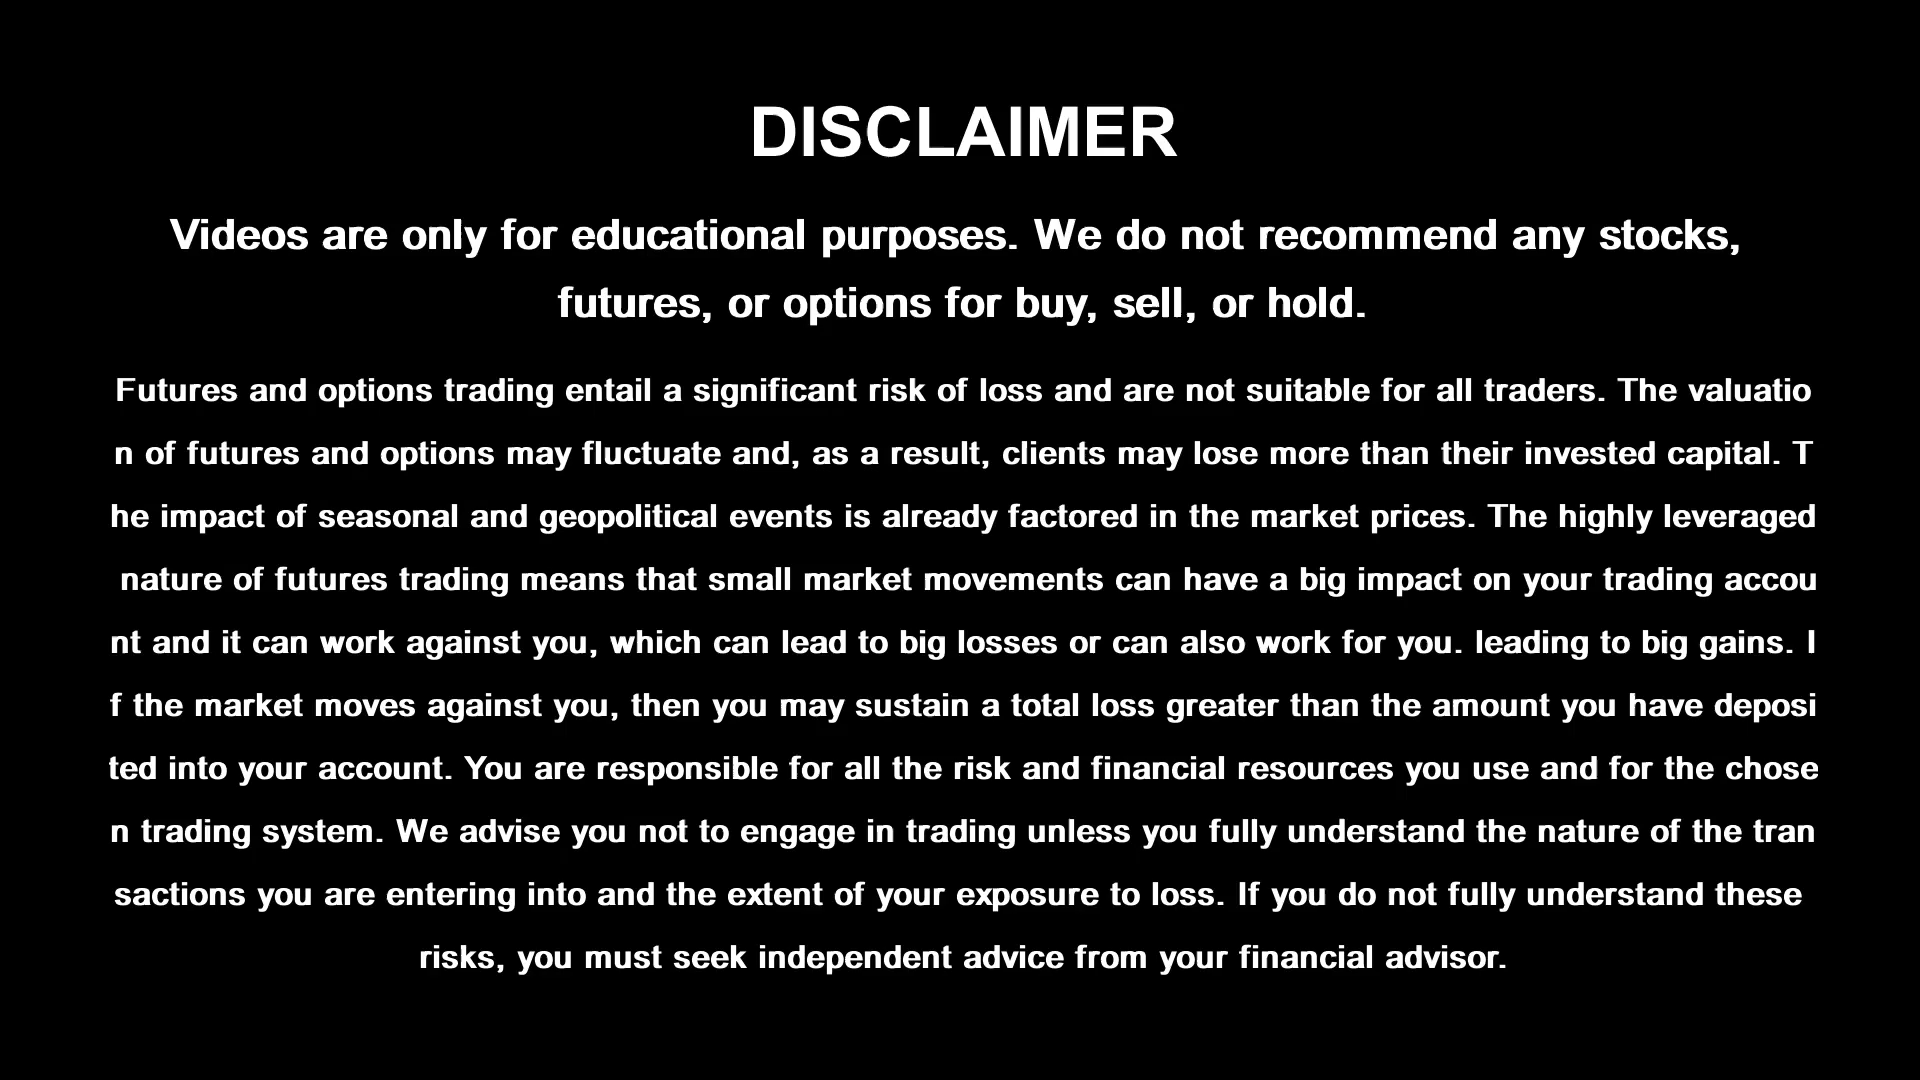 DISCLAIMER
Videos are only for educational purposes. We do not recommend any stocks,
futures, or options for buy, sell, or hold.
Futures and options trading entail a significant risk of loss and are not suitable for all traders. The valuatio
n of futures and options may fluctuate and, as a result, clients may lose more than their invested capital. T
he impact of seasonal and geopolitical events is already factored in the market prices. The highly leveraged
nature of futures trading means that small market movements can have a big impact on your trading accou
nt and it can work against you, which can lead to big losses or can also work for you. leading to big gains. I
f the market moves against you, then you may sustain a total loss greater than the amount you have deposi
ted into your account. You are responsible for all the risk and financial resources you use and for the chose
n trading system. We advise you not to engage in trading unless you fully understand the nature of the tran
sactions you are entering into and the extent of your exposure to loss. If you do not fully understand these
risks, you must seek independent advice from your financial advisor.